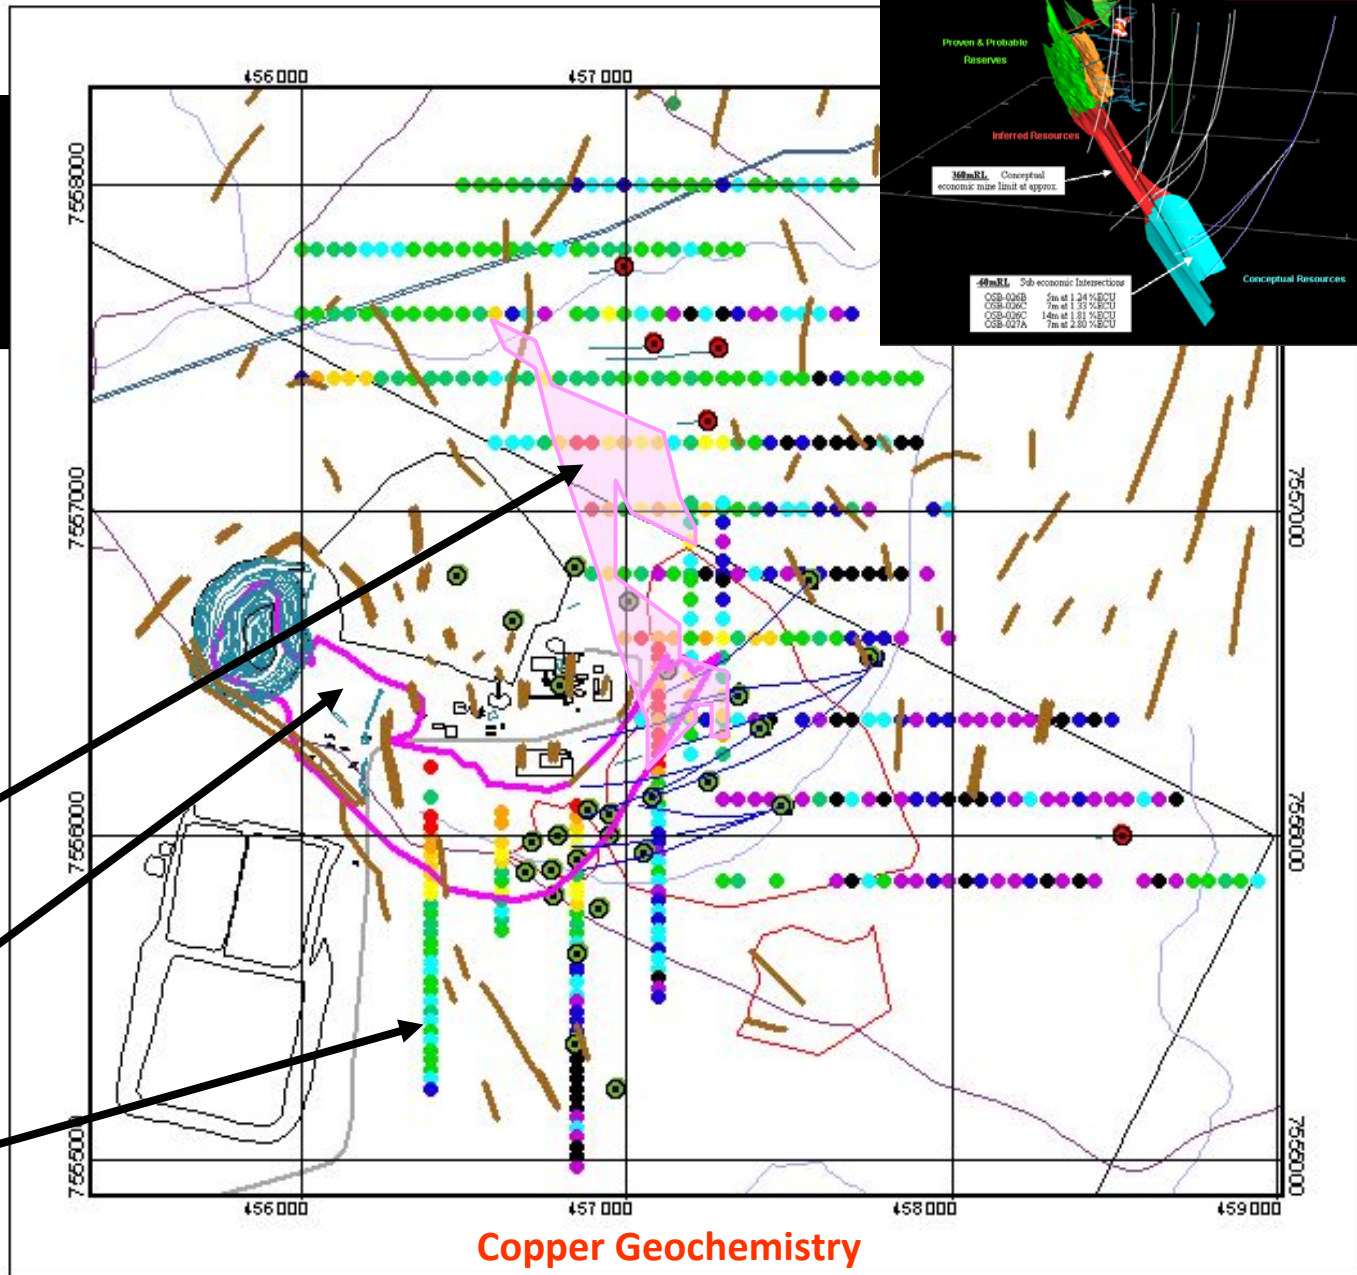 Proven & Probable
Reserves
Inferred Resources
360mRL Conceptual
economic mine limit at approx.
-60mRL Sub economic Intersections
OSB-026B 5m at 1.24 %ECU
OSB-026C 7m at 1.33 %ECU
OSB-026C 14m at 1.81 %ECU
OSB-027A 7m at 2.80 %ECU
Conceptual Resources
456000
457000
7558000
7557000
7557000
7556000
7556000
7555000
7555000
456000
457000
458000
459000
Copper Geochemistry